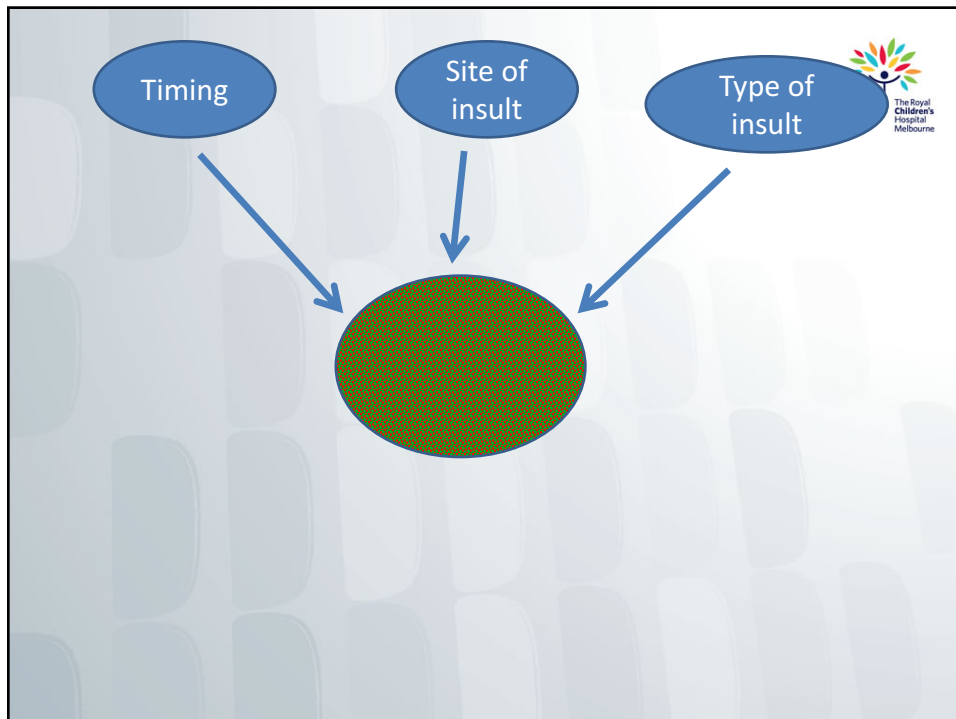 Timing
Site of
insult
Type of
insult
The Royal
Children's
Hospital
Melbourne